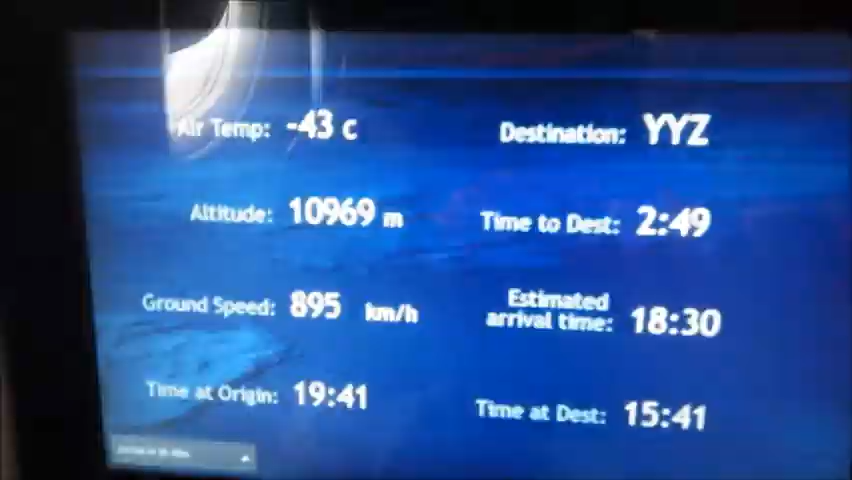 Air Temp: -43 c
Altitude: 10969 m
Ground Speed: 895 km/h
Time at Origin: 19:41
Destination: YYZ
Time to Dest: 2:49
Estimated
arrival time: 18:30
Time at Dest: 15:41